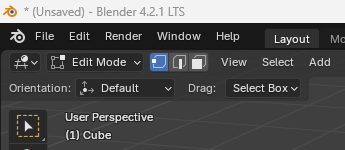 * (Unsaved) - Blender 4.2.1 LTS
File Edit Render Window Help Layout
Edit Mode View Select Add
Orientation: Default Drag: Select Box
User Perspective
(1) Cube